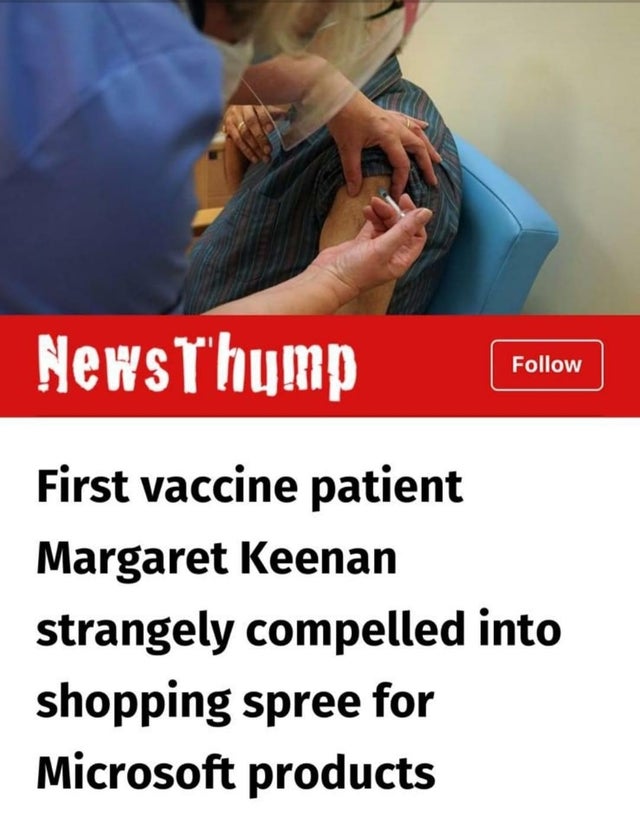 NewsThump
Follow
First vaccine patient
Margaret Keenan
strangely compelled into
shopping spree for
Microsoft products